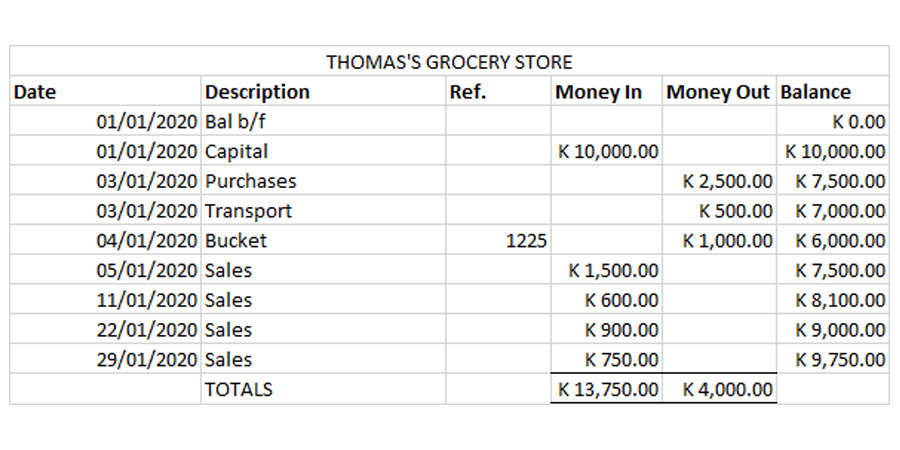 THOMAS'S GROCERY STORE
Date Description Ref. Money In Money Out Balance
01/01/2020 Bal b/f K 0.00
01/01/2020 Capital K 10,000.00 K 10,000.00
03/01/2020 Purchases K 2,500.00 K 7,500.00
03/01/2020 Transport K 500.00 K 7,000.00
04/01/2020 Bucket 1225 K 1,000.00 K 6,000.00
05/01/2020 Sales K 1,500.00 K 7,500.00
11/01/2020 Sales K 600.00 K 8,100.00
22/01/2020 Sales K 900.00 K 9,000.00
29/01/2020 Sales K 750.00 K 9,750.00
TOTALS K 13,750.00 K 4,000.00